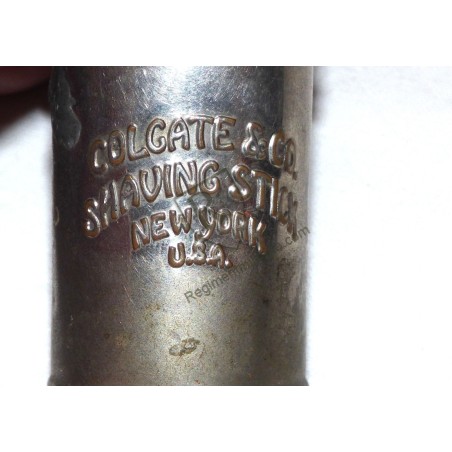 COLGATE & CO.
SHAVING STICK
NEW YORK
U.S.A.